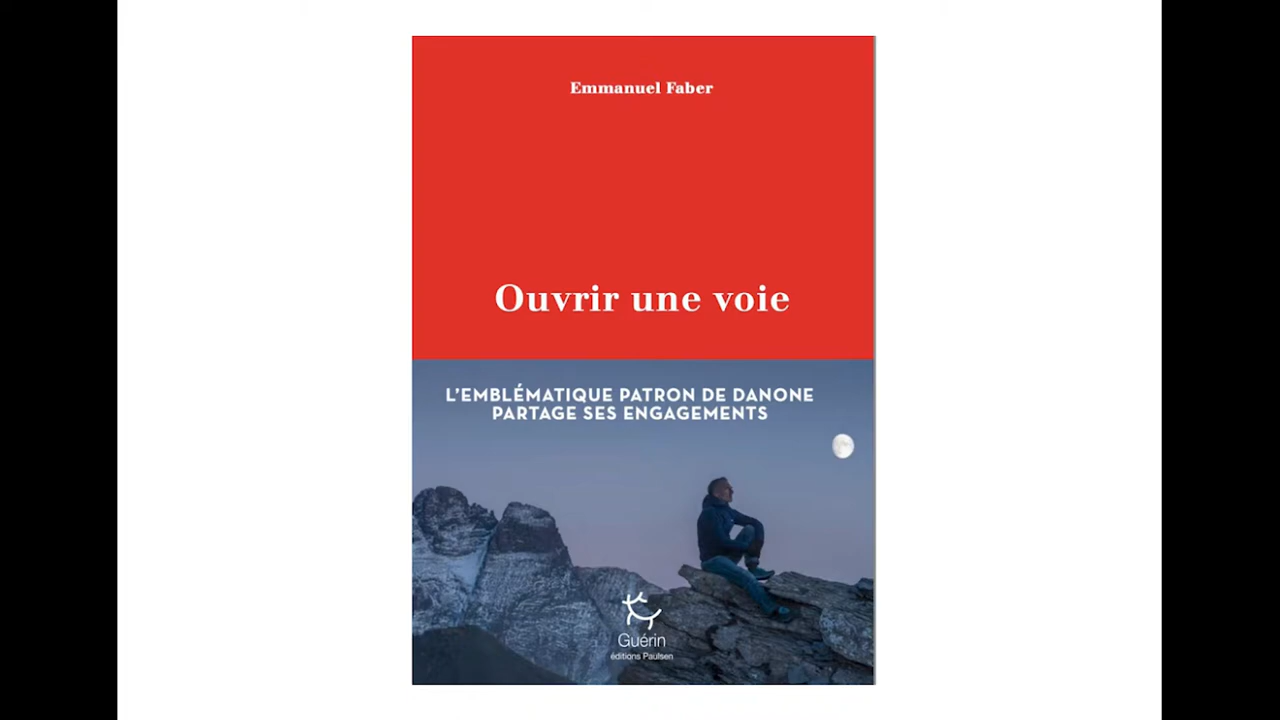 Emmanuel Faber
Ouvrir une voie
L'EMBLÉMATIQUE PATRON DE DANONE
PARTAGE SES ENGAGEMENTS
Guérin
éditions Paulsen